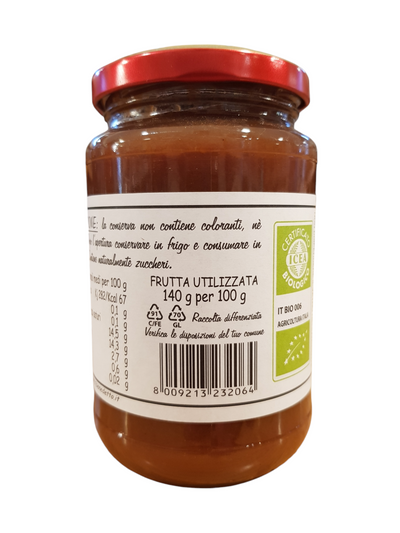 ONE: la conserva non contiene coloranti, nè
l'apertura conservare in frigo e consumare in
naturalmente zuccheri.
medi per 100 g
282/Kcal 67
0,1 g
0,1 g
14,5 g
14,3 g
2,7 g
0,6 g
0,02 g
FRUTTA UTILIZZATA
140 g per 100 g
91
C/FE
70
GL
Raccolta differenziata
Verifica le disposizioni del tuo comune
8 009213 232064
CERTIFICATO
ICEA
BIOLOGICO
IT BIO 006
AGRICOLTURA ITALIA